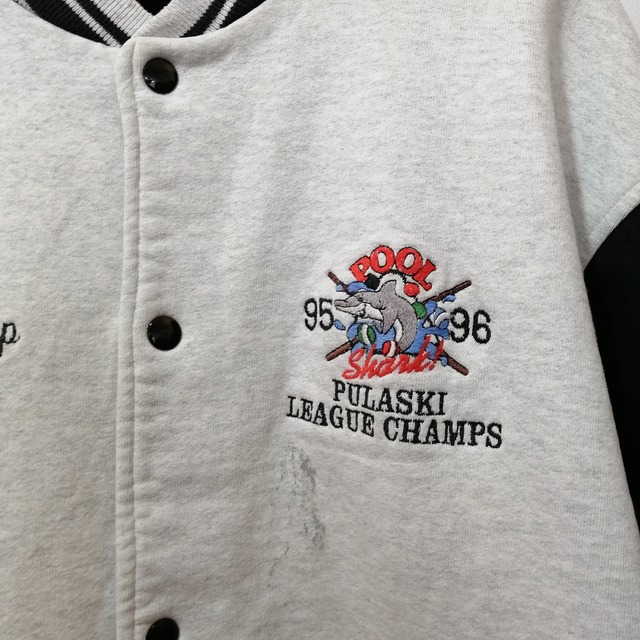 POOL
95 96
Shark!
PULASKI
LEAGUE CHAMPS